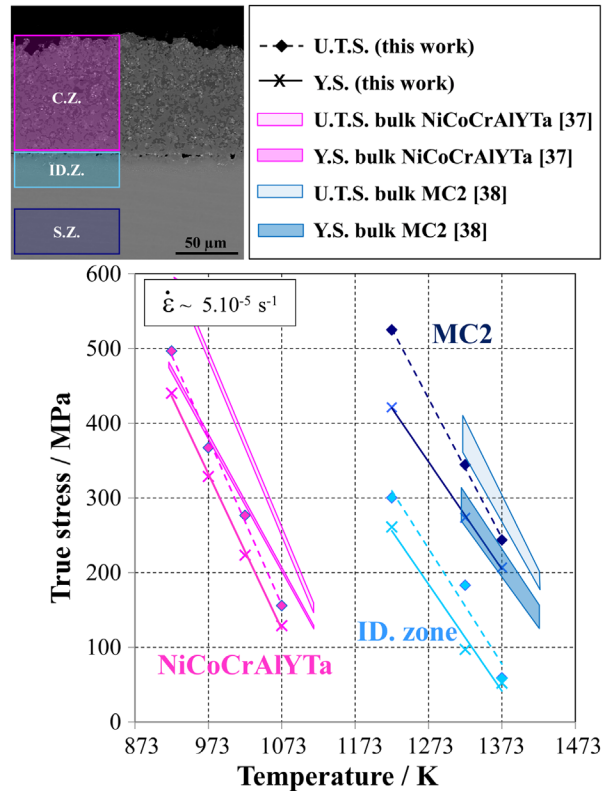 C.Z.
ID.Z.
S.Z.
50 µm
U.T.S. (this work)
Y.S. (this work)
U.T.S. bulk NiCoCrAlYTa [37]
Y.S. bulk NiCoCrAlYTa [37]
U.T.S. bulk MC2 [38]
Y.S. bulk MC2 [38]
600
500
400
300
200
100
0
True stress / MPa
ε̇ ~ 5.10⁻⁵ s⁻¹
MC2
ID. zone
NiCoCrAlYTa
873 973 1073 1173 1273 1373 1473
Temperature / K